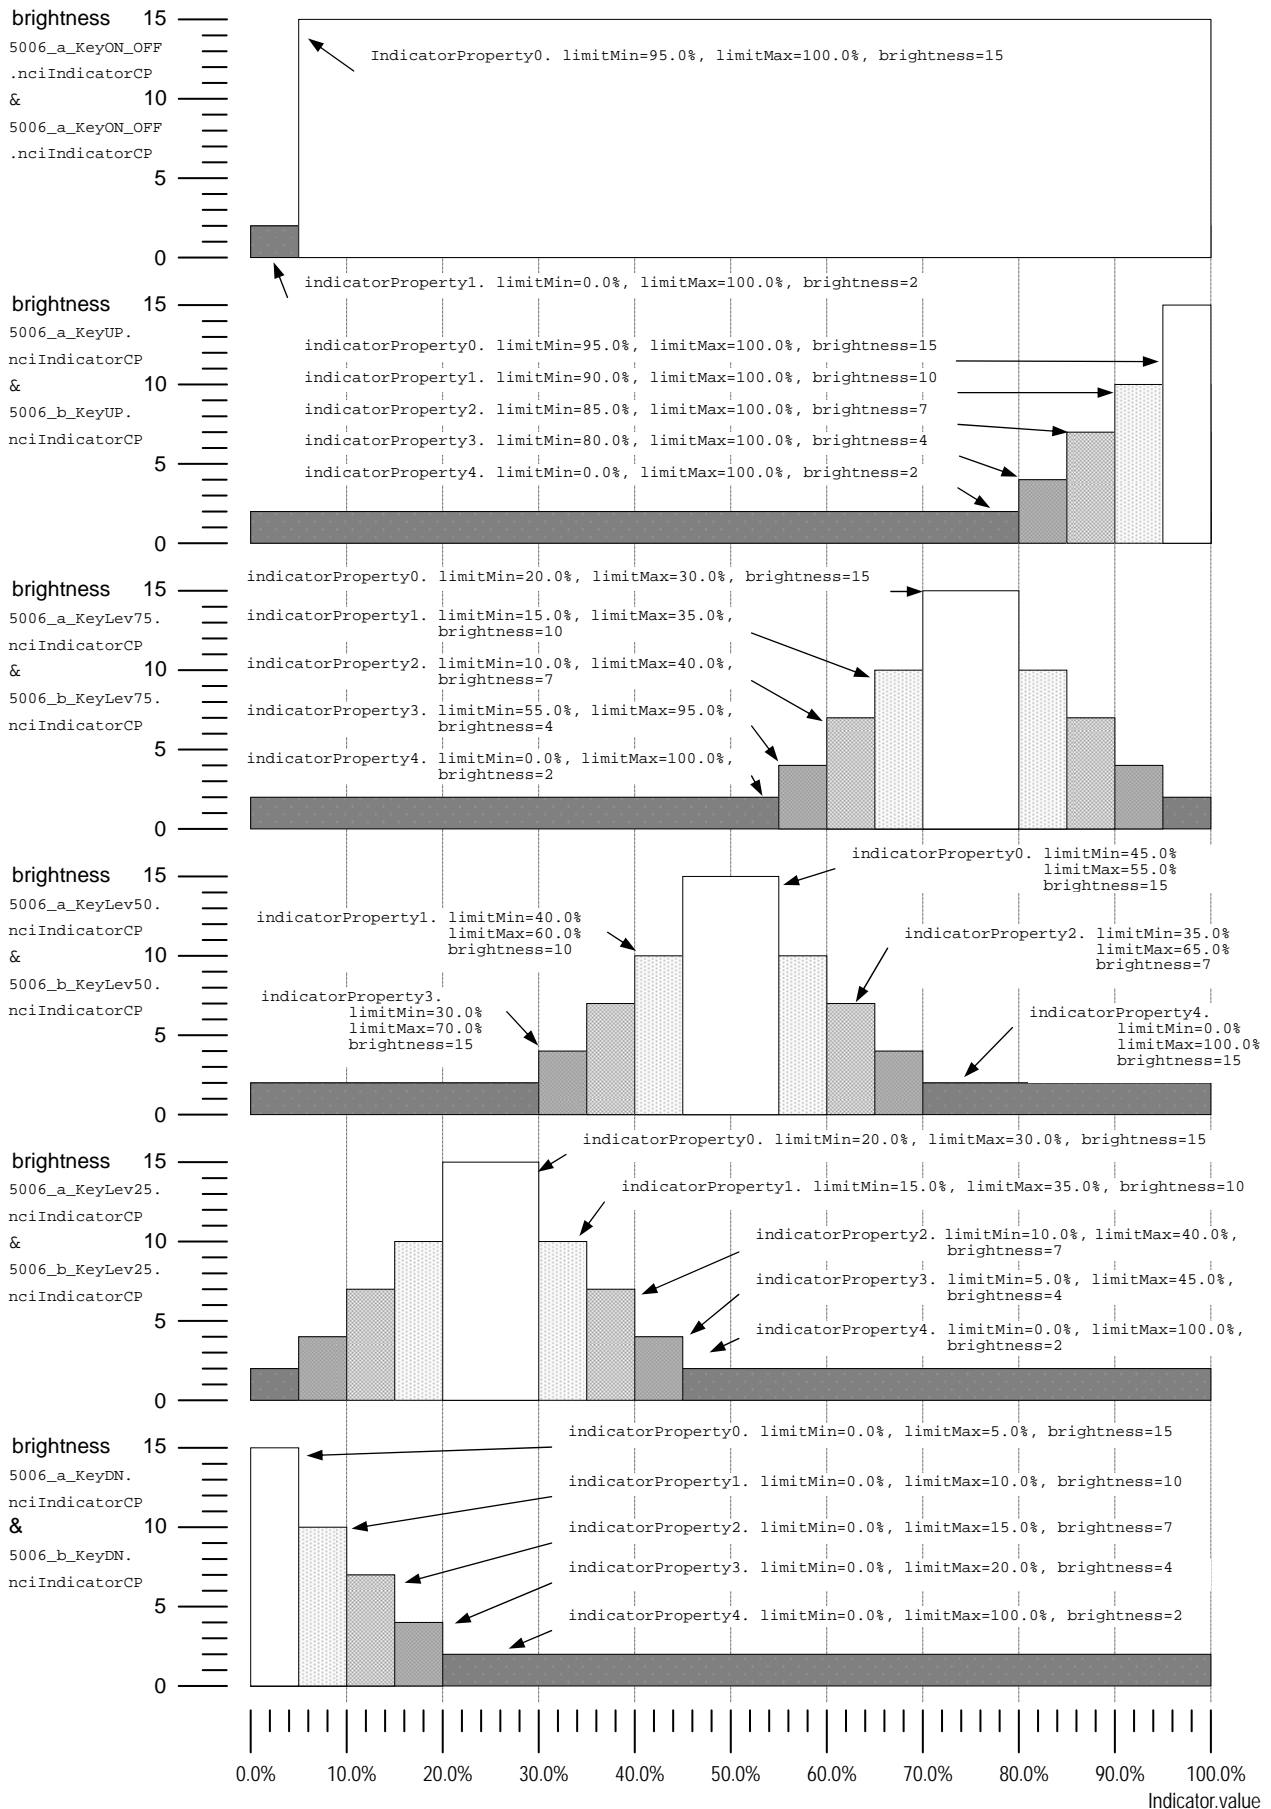 brightness 15
5006_a_KeyON_OFF
.nciIndicatorCP
& 10
5006_a_KeyON_OFF
.nciIndicatorCP
5
0
IndicatorProperty0. limitMin=95.0%, limitMax=100.0%, brightness=15
indicatorProperty1. limitMin=0.0%, limitMax=100.0%, brightness=2
brightness 15
5006_a_KeyUP.
nciIndicatorCP
& 10
5006_b_KeyUP.
nciIndicatorCP
5
0
indicatorProperty0. limitMin=95.0%, limitMax=100.0%, brightness=15
indicatorProperty1. limitMin=90.0%, limitMax=100.0%, brightness=10
indicatorProperty2. limitMin=85.0%, limitMax=100.0%, brightness=7
indicatorProperty3. limitMin=80.0%, limitMax=100.0%, brightness=4
indicatorProperty4. limitMin=0.0%, limitMax=100.0%, brightness=2
brightness 15
5006_a_KeyLev75.
nciIndicatorCP
& 10
5006_b_KeyLev75.
nciIndicatorCP
5
0
indicatorProperty0. limitMin=20.0%, limitMax=30.0%, brightness=15
indicatorProperty1. limitMin=15.0%, limitMax=35.0%,
brightness=10
indicatorProperty2. limitMin=10.0%, limitMax=40.0%,
brightness=7
indicatorProperty3. limitMin=55.0%, limitMax=95.0%,
brightness=4
indicatorProperty4. limitMin=0.0%, limitMax=100.0%,
brightness=2
brightness 15
5006_a_KeyLev50.
nciIndicatorCP
& 10
5006_b_KeyLev50.
nciIndicatorCP
5
0
indicatorProperty0. limitMin=45.0%
limitMax=55.0%
brightness=15
indicatorProperty1. limitMin=40.0%
limitMax=60.0%
brightness=10
indicatorProperty2. limitMin=35.0%
limitMax=65.0%
brightness=7
indicatorProperty3.
limitMin=30.0%
limitMax=70.0%
brightness=15
indicatorProperty4.
limitMin=0.0%
limitMax=100.0%
brightness=15
brightness 15
5006_a_KeyLev25.
nciIndicatorCP
& 10
5006_b_KeyLev25.
nciIndicatorCP
5
0
indicatorProperty0. limitMin=20.0%, limitMax=30.0%, brightness=15
indicatorProperty1. limitMin=15.0%, limitMax=35.0%, brightness=10
indicatorProperty2. limitMin=10.0%, limitMax=40.0%,
brightness=7
indicatorProperty3. limitMin=5.0%, limitMax=45.0%,
brightness=4
indicatorProperty4. limitMin=0.0%, limitMax=100.0%,
brightness=2
brightness 15
5006_a_KeyDN.
nciIndicatorCP
& 10
5006_b_KeyDN.
nciIndicatorCP
5
0
indicatorProperty0. limitMin=0.0%, limitMax=5.0%, brightness=15
indicatorProperty1. limitMin=0.0%, limitMax=10.0%, brightness=10
indicatorProperty2. limitMin=0.0%, limitMax=15.0%, brightness=7
indicatorProperty3. limitMin=0.0%, limitMax=20.0%, brightness=4
indicatorProperty4. limitMin=0.0%, limitMax=100.0%, brightness=2
0.0% 10.0% 20.0% 30.0% 40.0% 50.0% 60.0% 70.0% 80.0% 90.0% 100.0%
Indicator.value